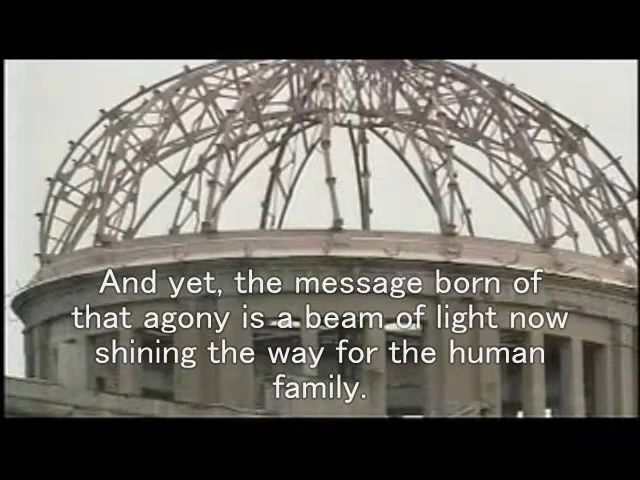 And yet, the message born of
that agony is a beam of light now
shining the way for the human
family.